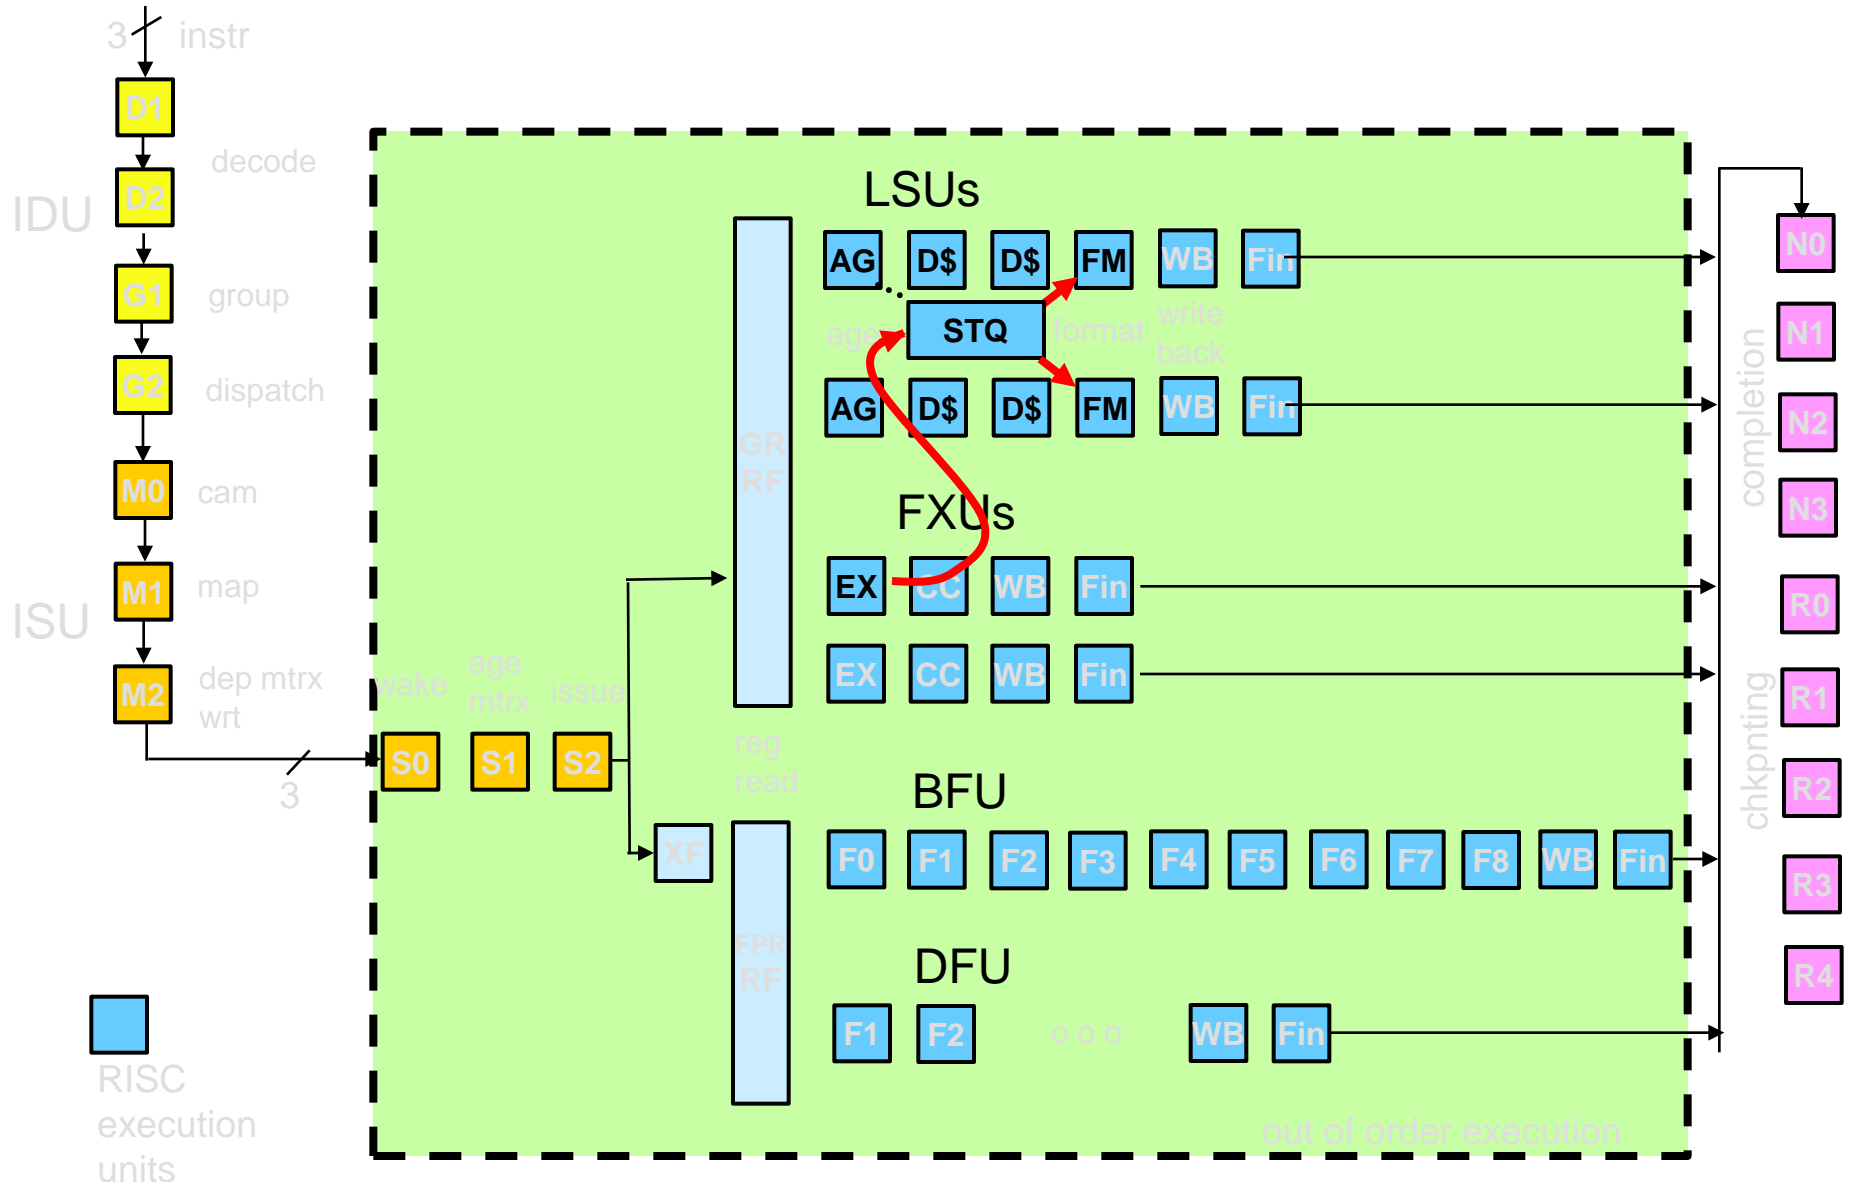 3 instr
D1
decode
D2
IDU
G1
group
G2
dispatch
M0
cam
M1
map
ISU
M2
dep mtrx
wrt
3
wake
age
mtrx
issue
S0
S1
S2
XF
GR
RF
reg
read
FPR
RF
LSUs
AG D$ D$ FM WB Fin
STQ
format
write
back
AG D$ D$ FM WB Fin
FXUs
EX CC WB Fin
EX CC WB Fin
BFU
F0 F1 F2 F3 F4 F5 F6 F7 F8 WB Fin
DFU
F1 F2 o o o WB Fin
out of order execution
N0
N1
N2
N3
completion
R0
R1
R2
R3
R4
chkpnting
RISC
execution
units